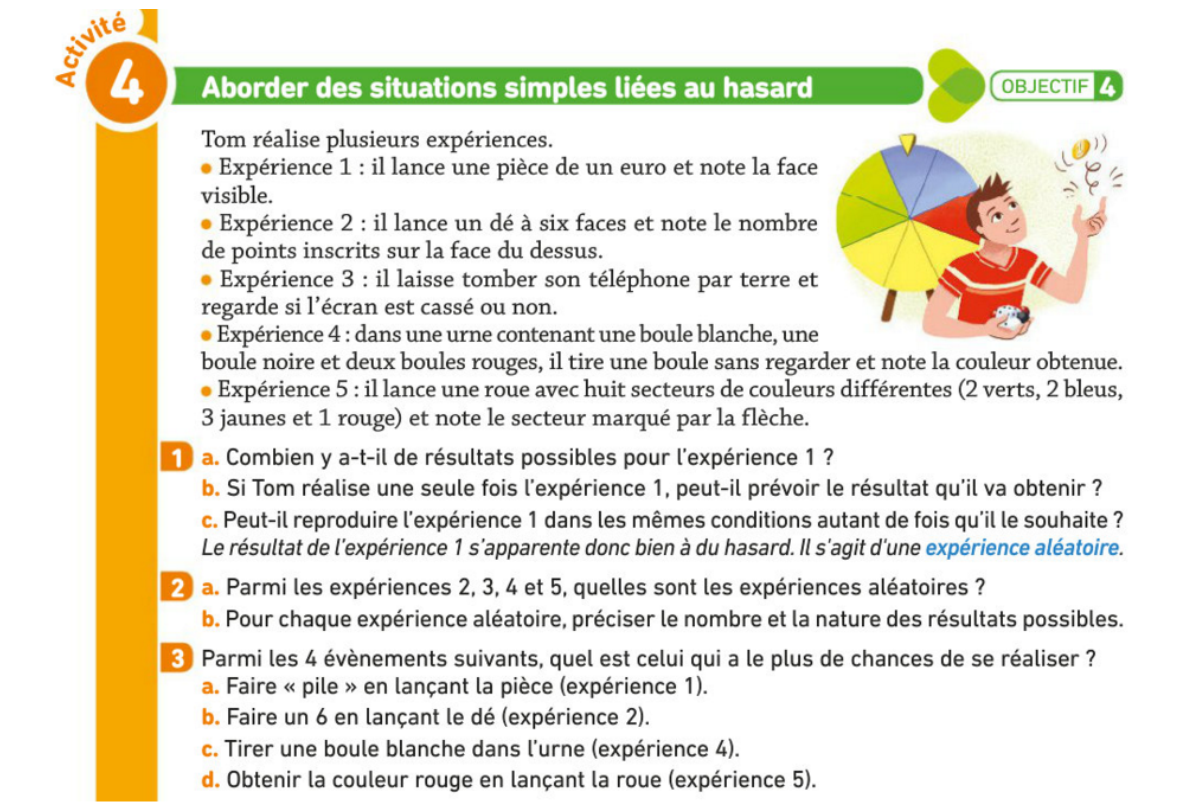 Activité
4
Aborder des situations simples liées au hasard
OBJECTIF 4
Tom réalise plusieurs expériences.
• Expérience 1 : il lance une pièce de un euro et note la face
visible.
• Expérience 2 : il lance un dé à six faces et note le nombre
de points inscrits sur la face du dessus.
• Expérience 3 : il laisse tomber son téléphone par terre et
regarde si l'écran est cassé ou non.
• Expérience 4 : dans une urne contenant une boule blanche, une
boule noire et deux boules rouges, il tire une boule sans regarder et note la couleur obtenue.
• Expérience 5 : il lance une roue avec huit secteurs de couleurs différentes (2 verts, 2 bleus,
3 jaunes et 1 rouge) et note le secteur marqué par la flèche.
1 a. Combien y a-t-il de résultats possibles pour l'expérience 1 ?
b. Si Tom réalise une seule fois l'expérience 1, peut-il prévoir le résultat qu'il va obtenir ?
c. Peut-il reproduire l'expérience 1 dans les mêmes conditions autant de fois qu'il le souhaite ?
Le résultat de l'expérience 1 s'apparente donc bien à du hasard. Il s'agit d'une expérience aléatoire.
2 a. Parmi les expériences 2, 3, 4 et 5, quelles sont les expériences aléatoires ?
b. Pour chaque expérience aléatoire, préciser le nombre et la nature des résultats possibles.
3 Parmi les 4 évènements suivants, quel est celui qui a le plus de chances de se réaliser ?
a. Faire « pile » en lançant la pièce (expérience 1).
b. Faire un 6 en lançant le dé (expérience 2).
c. Tirer une boule blanche dans l'urne (expérience 4).
d. Obtenir la couleur rouge en lançant la roue (expérience 5).